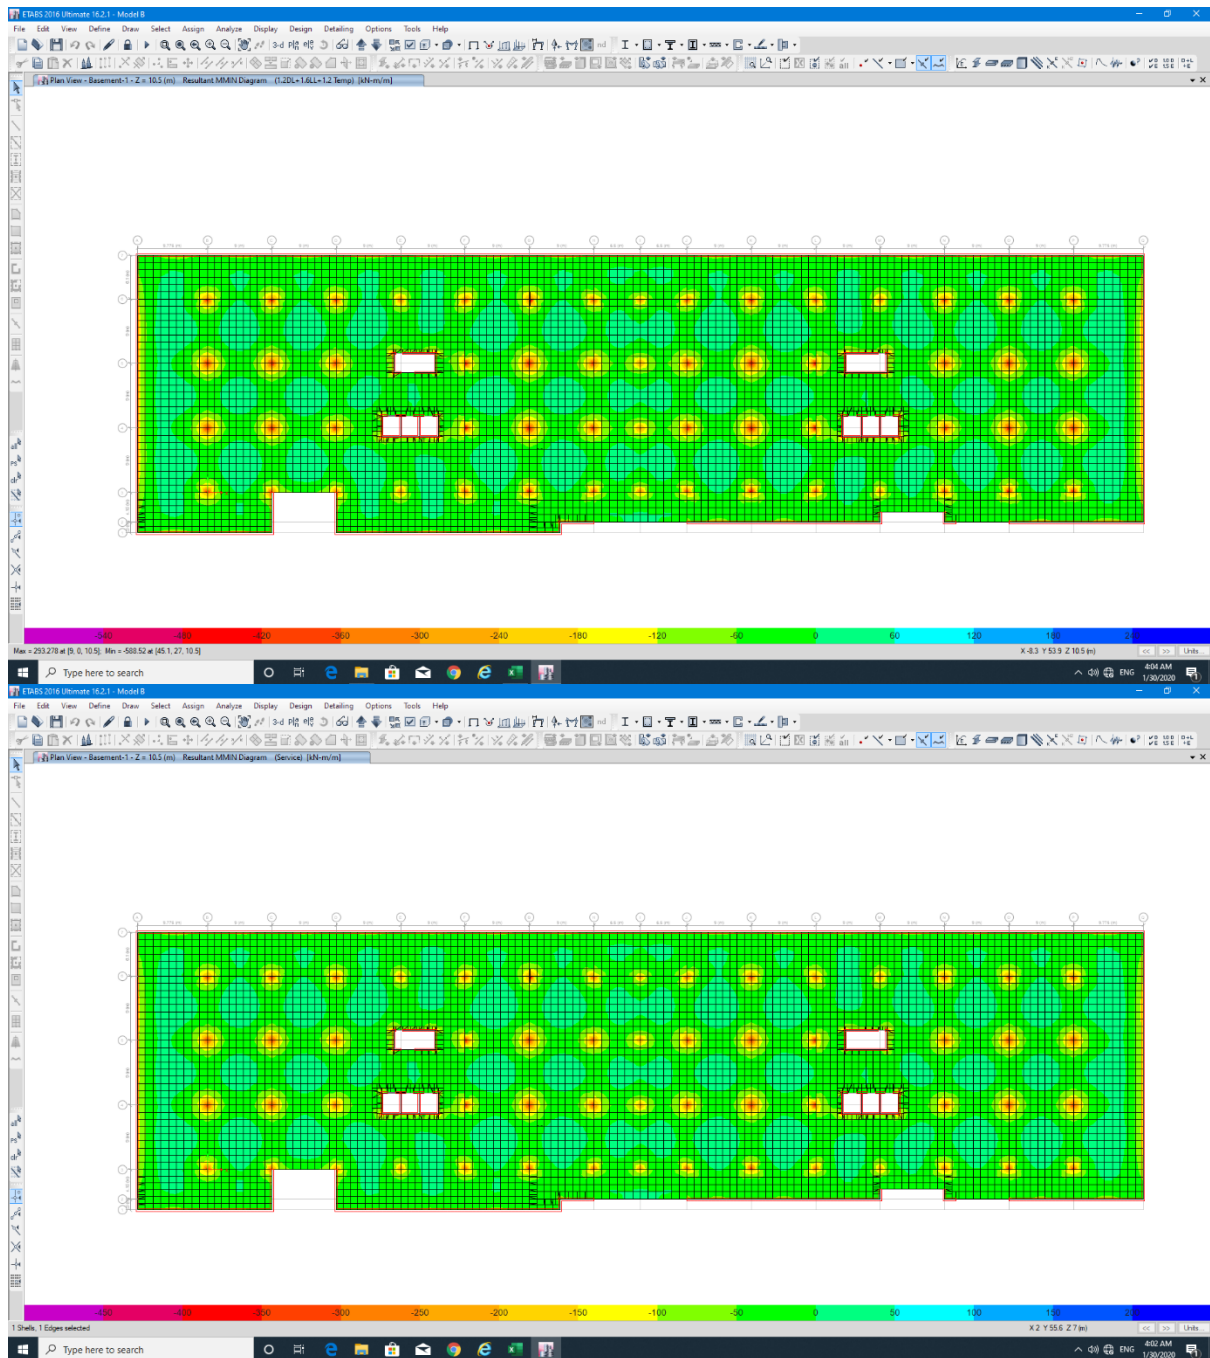 ETABS 2016 Ultimate 16.2.1 - Model B
File Edit View Define Draw Select Assign Analyze Display Design Detailing Options Tools Help
Plan View - Basement-1 - Z = 10.5 (m) Resultant MMIN Diagram (1.2DL+1.6LL+1.2 Temp) [kN-m/m]
-540 -480 -420 -360 -300 -240 -180 -120 -60 0 60 120 180
Max = 293.278 at [9, 0, 10.5]; Min = -588.52 at [45.1, 27, 10.5]
X -8.3 Y 53.9 Z 10.5 (m)
<< >> Units...
Type here to search
ENG
4:04 AM
1/30/2020
ETABS 2016 Ultimate 16.2.1 - Model B
File Edit View Define Draw Select Assign Analyze Display Design Detailing Options Tools Help
Plan View - Basement-1 - Z = 10.5 (m) Resultant MMIN Diagram (Service) [kN-m/m]
-450 -400 -350 -300 -250 -200 -150 -100 -50 0 50 100 150
1 Shells, 1 Edges selected
X 2 Y 55.6 Z 7 (m)
<< >> Units...
Type here to search
ENG
4:02 AM
1/30/2020